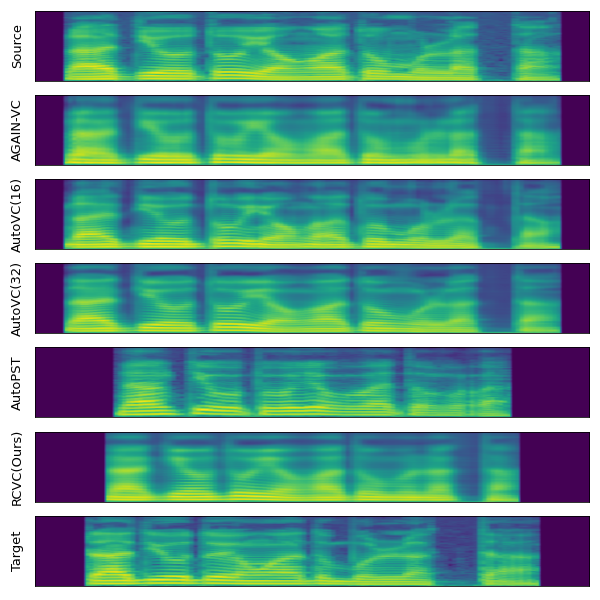 Source
AGAIN-VC
AutoVC(16)
AutoVC(32)
AutoPST
RCVC(Ours)
Target